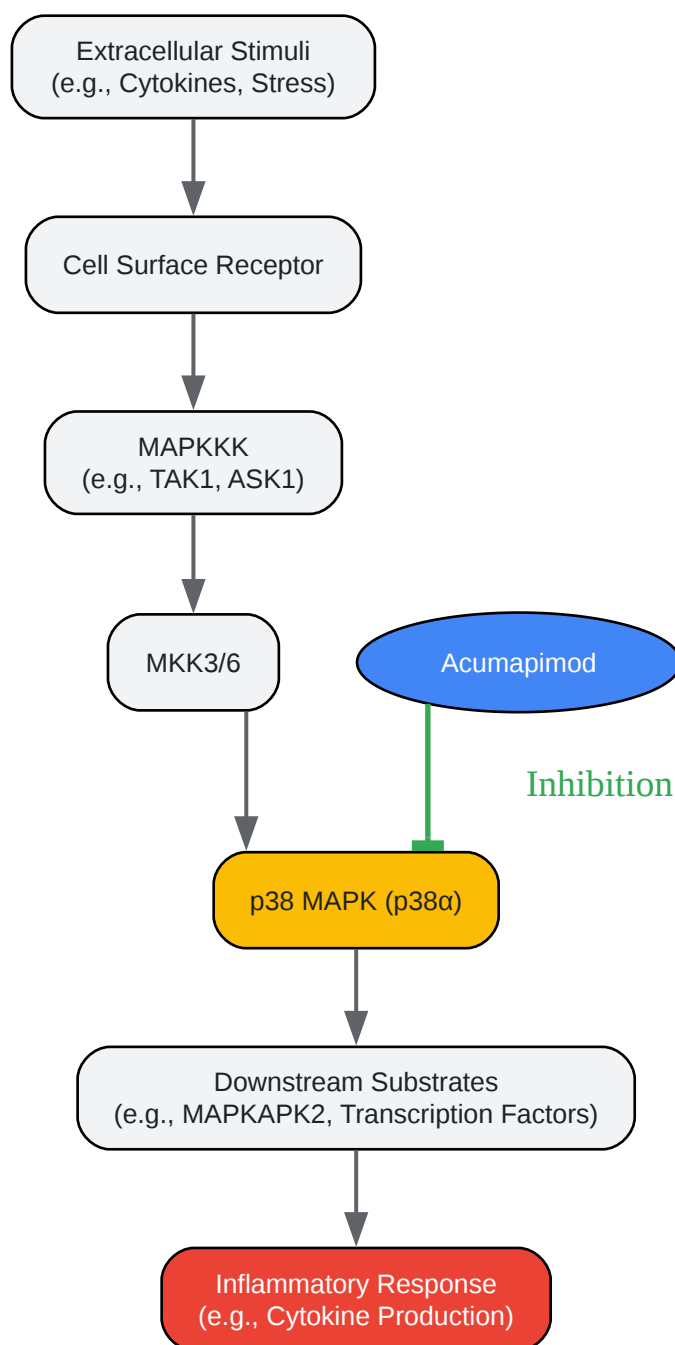 Extracellular Stimuli
(e.g., Cytokines, Stress)
Cell Surface Receptor
MAPKKK
(e.g., TAK1, ASK1)
MKK3/6
Acumapimod
Inhibition
p38 MAPK (p38α)
Downstream Substrates
(e.g., MAPKAPK2, Transcription Factors)
Inflammatory Response
(e.g., Cytokine Production)